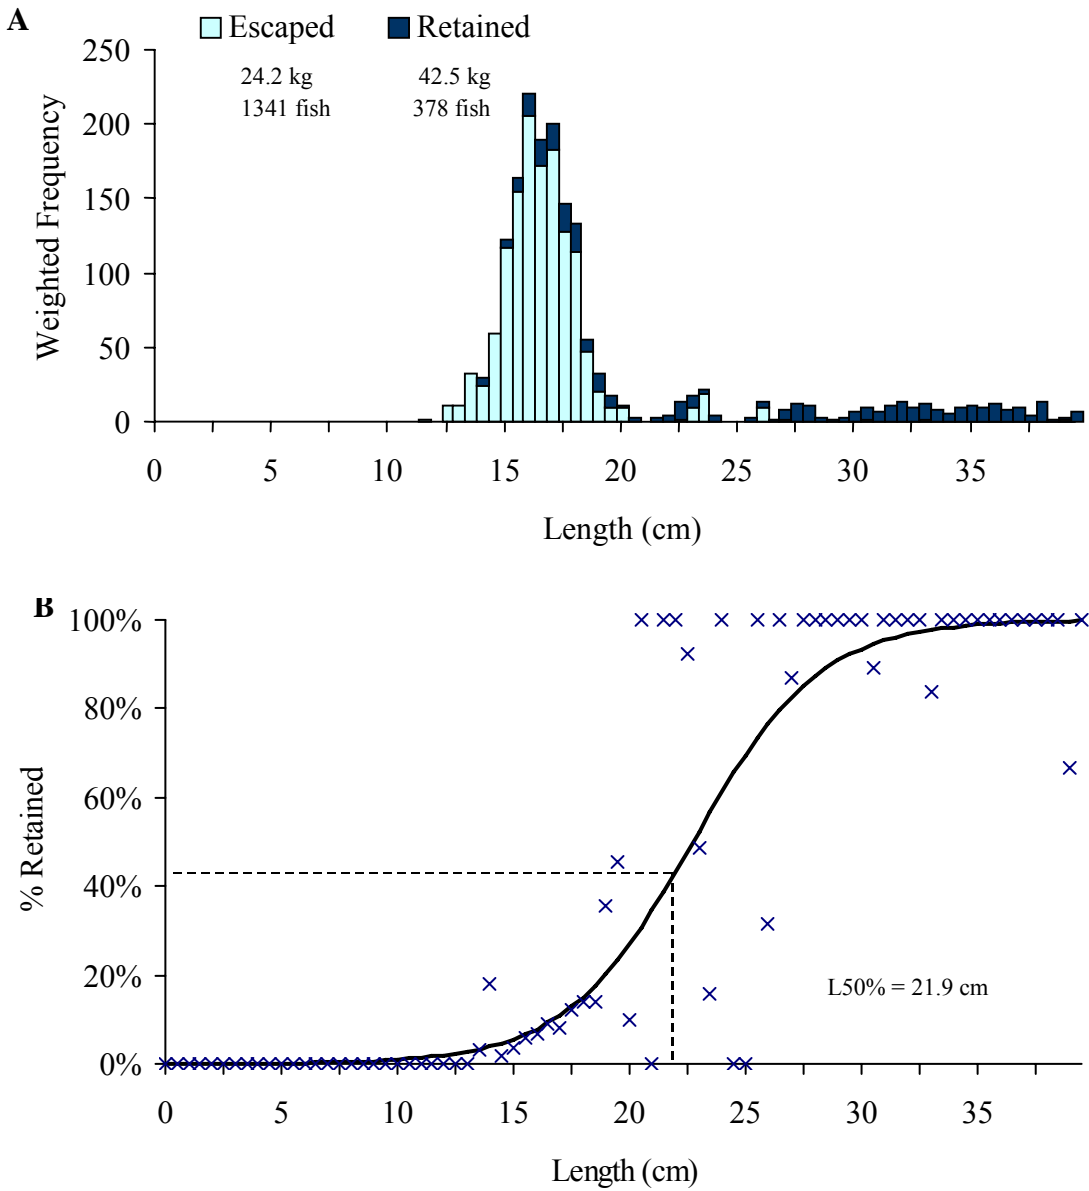 A
Escaped Retained
24.2 kg 42.5 kg
1341 fish 378 fish
250
200
150
100
50
0
Weighted Frequency
0 5 10 15 20 25 30 35
Length (cm)
B
100%
80%
60%
40%
20%
0%
% Retained
L50% = 21.9 cm
0 5 10 15 20 25 30 35
Length (cm)